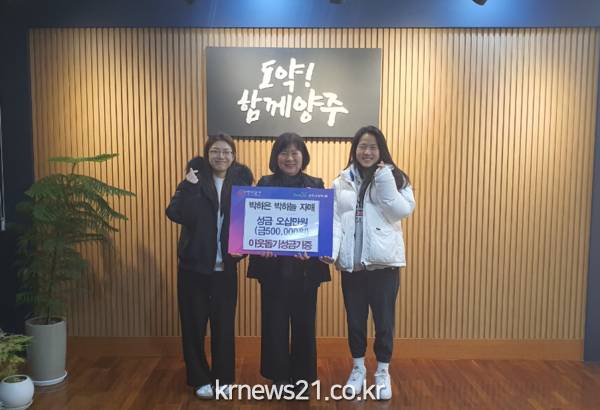 도약!
함께양주
박하은 박하늘 자매
성금 오십만원
(금500,000원)
이웃돕기성금기증
krnews21.co.kr